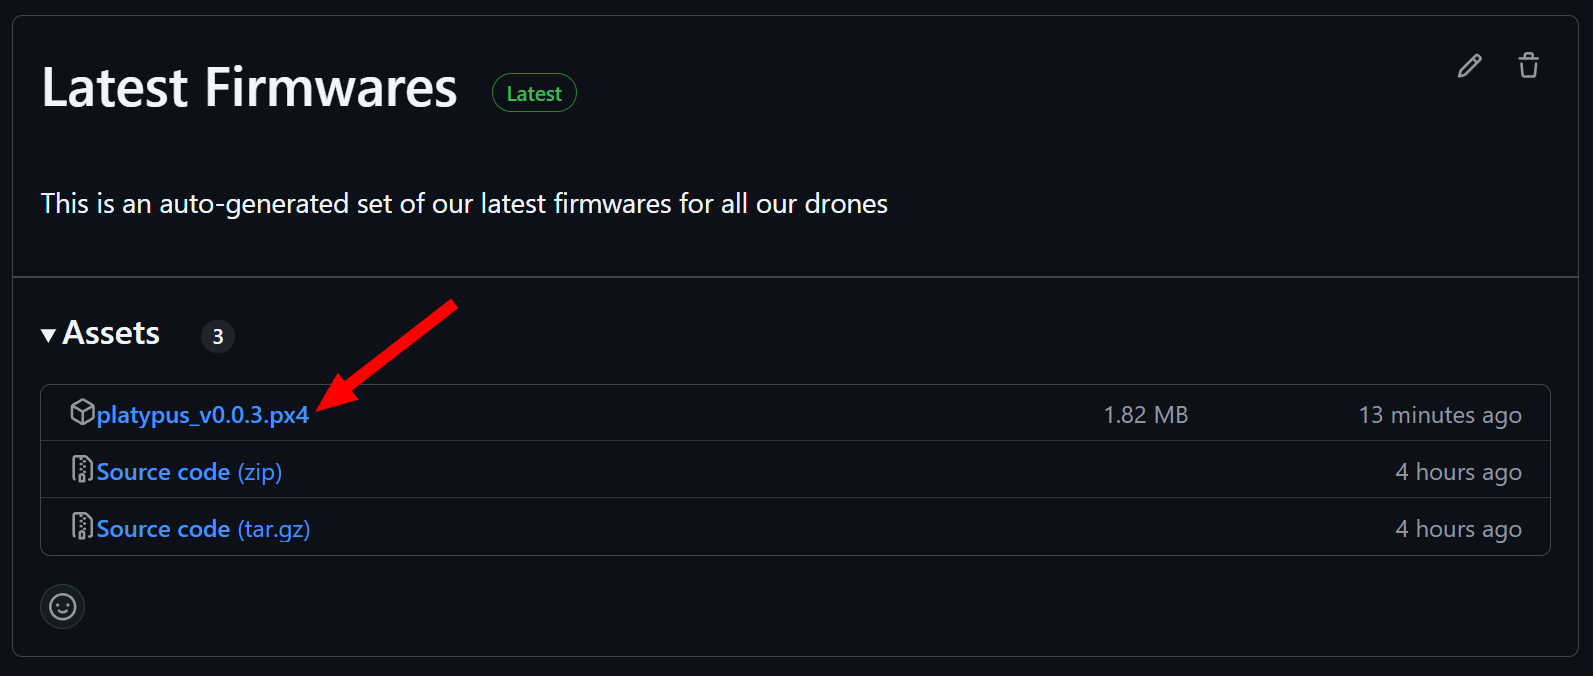 Latest Firmwares Latest
This is an auto-generated set of our latest firmwares for all our drones
Assets 3
platypus_v0.0.3.px4 1.82 MB 13 minutes ago
Source code (zip) 4 hours ago
Source code (tar.gz) 4 hours ago